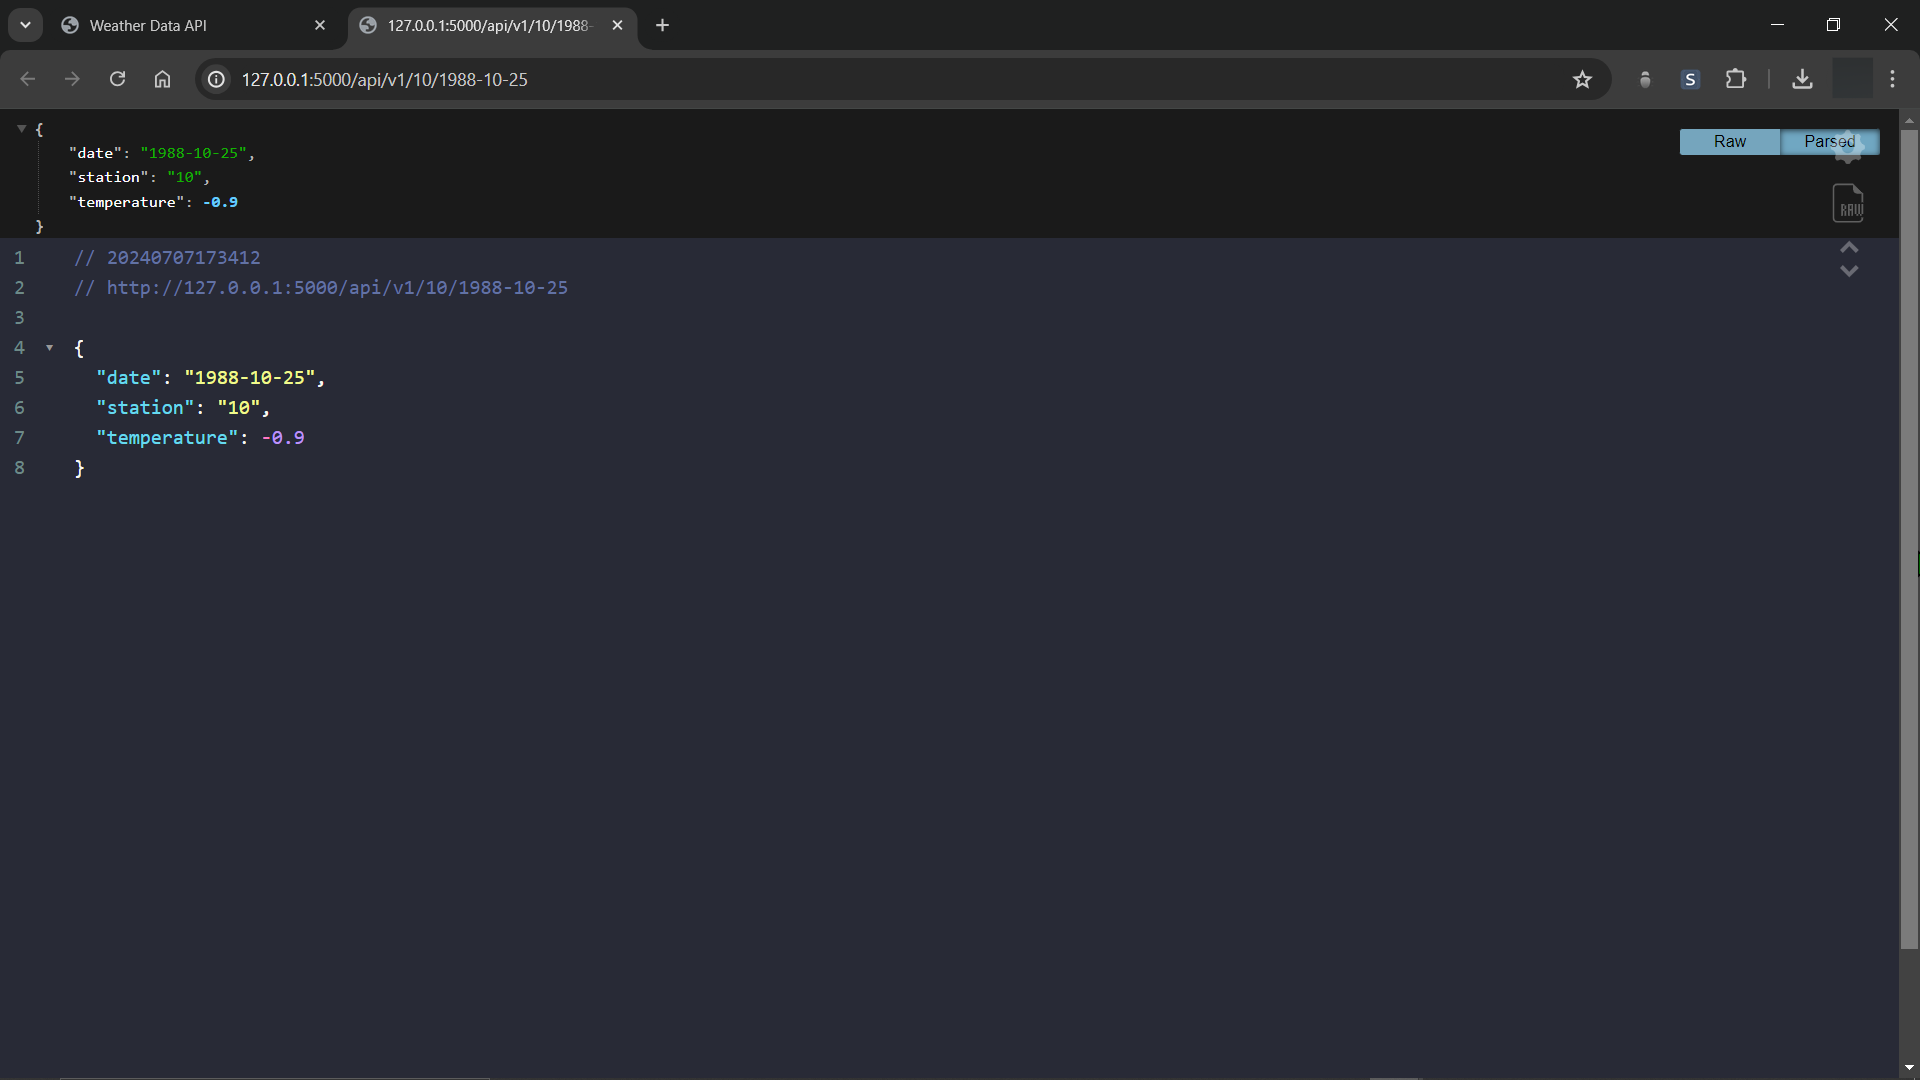 Weather Data API
127.0.0.1:5000/api/v1/10/1988-
127.0.0.1:5000/api/v1/10/1988-10-25
S
{
"date": "1988-10-25",
"station": "10",
"temperature": -0.9
}
Raw
Parsed
RAW
1 // 20240707173412
2 // http://127.0.0.1:5000/api/v1/10/1988-10-25
3
4 {
5 "date": "1988-10-25",
6 "station": "10",
7 "temperature": -0.9
8 }